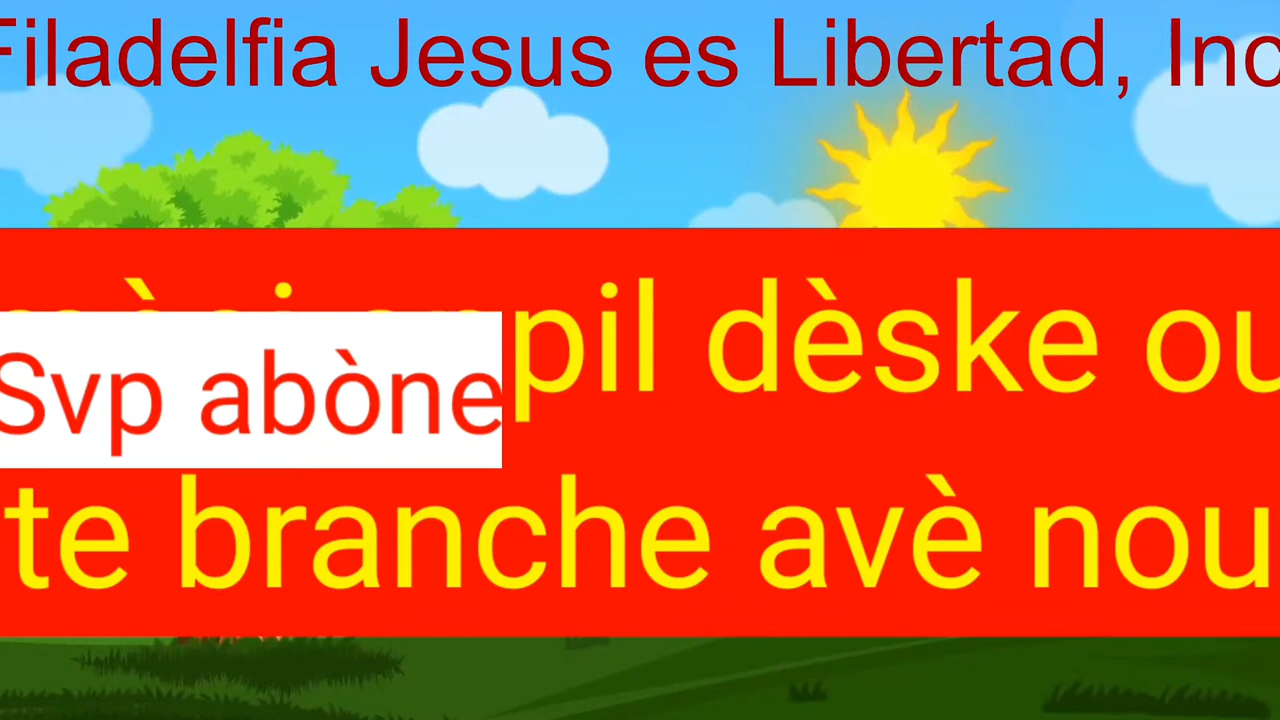 Filadelfia Jesus es Libertad, Inc
pil dèske ou
Svp abòne
te branche avè nou